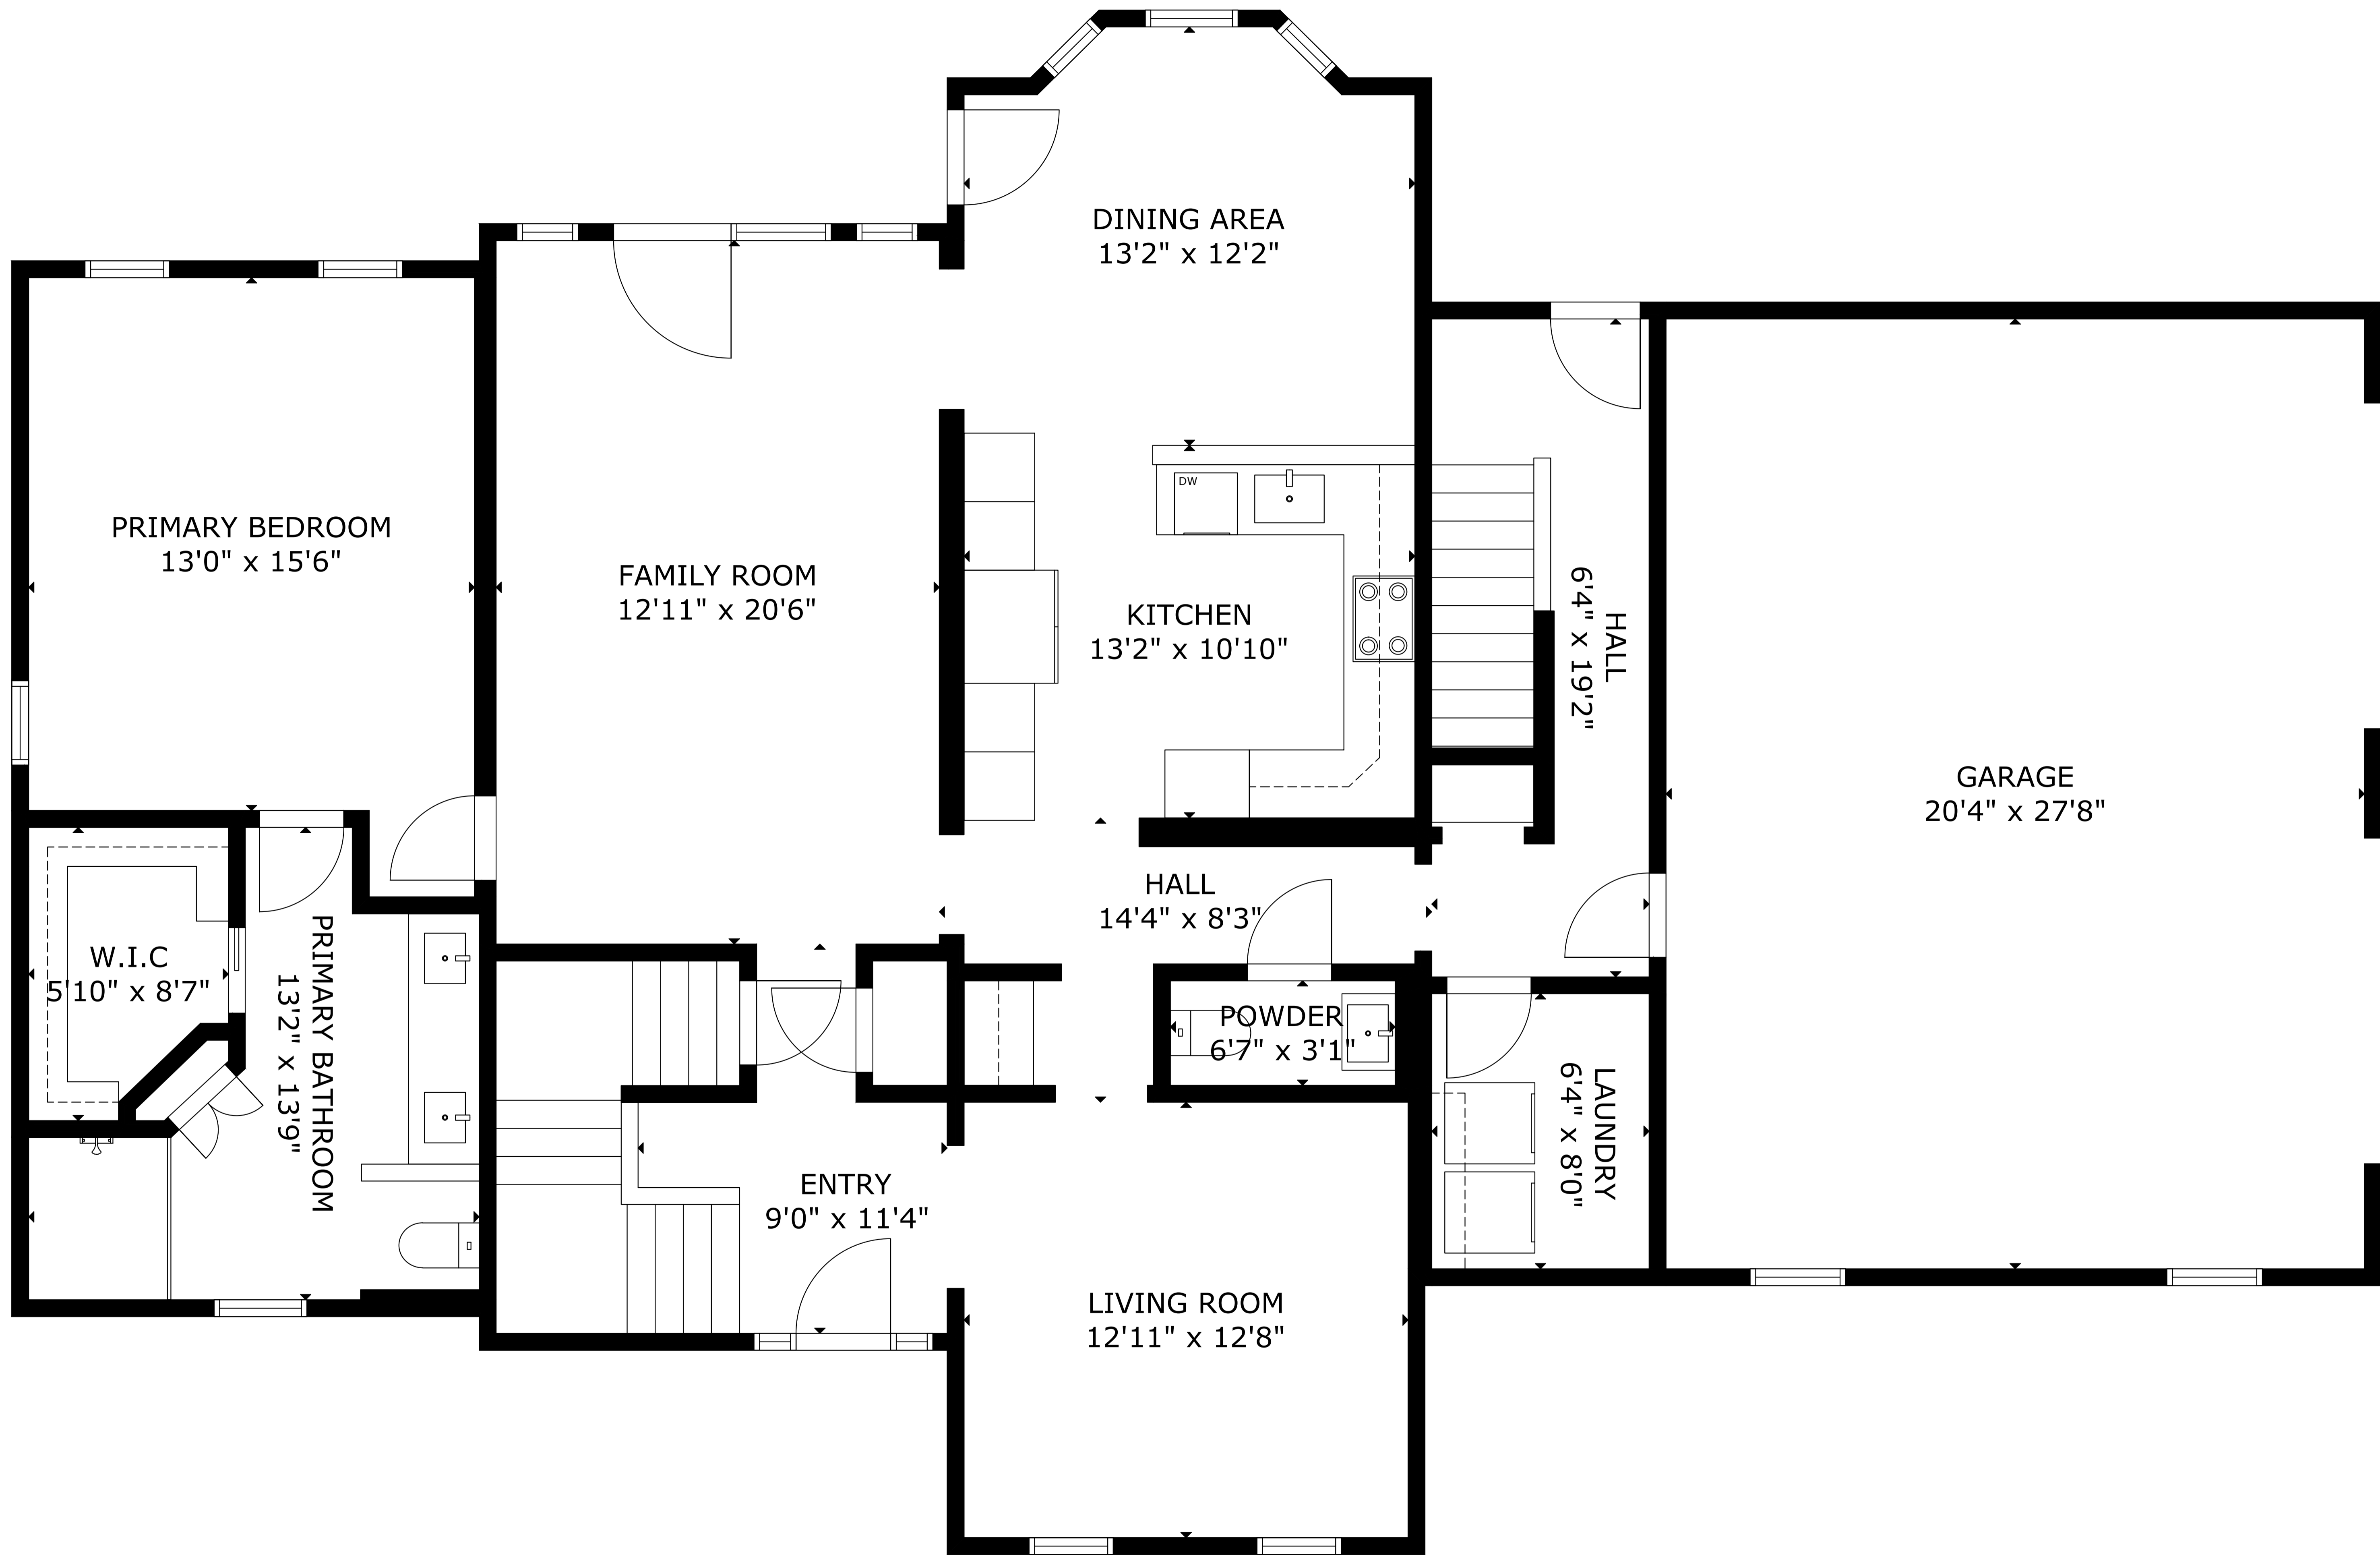 DINING AREA
13'2" x 12'2"
PRIMARY BEDROOM
13'0" x 15'6"
FAMILY ROOM
12'11" x 20'6"
DW
KITCHEN
13'2" x 10'10"
HALL
6'4" x 19'2"
GARAGE
20'4" x 27'8"
HALL
14'4" x 8'3"
W.I.C
5'10" x 8'7"
PRIMARY BATHROOM
13'2" x 13'9"
POWDER
6'7" x 3'1"
LAUNDRY
6'4" x 8'0"
ENTRY
9'0" x 11'4"
LIVING ROOM
12'11" x 12'8"